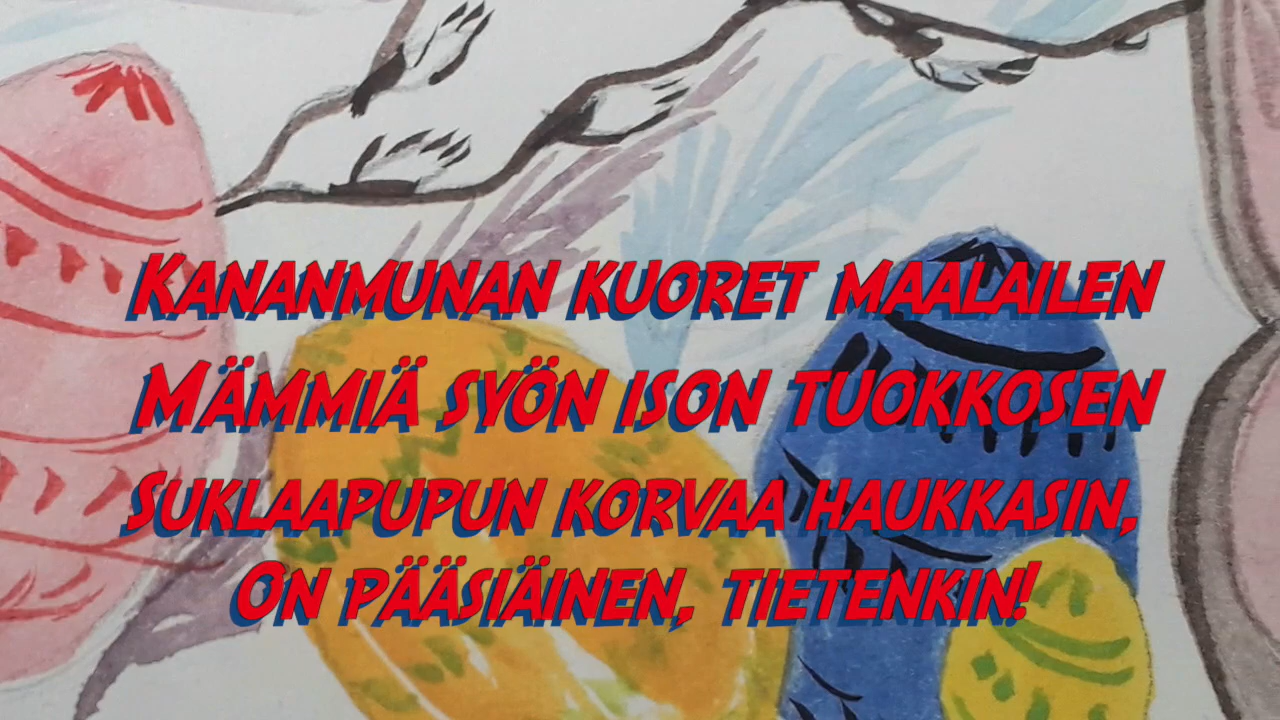 Kananmunan kuoret maalailen
Mämmiä syön ison tuokkosen
Suklaapupun korvaa haukkasin,
On pääsiäinen, tietenkin!